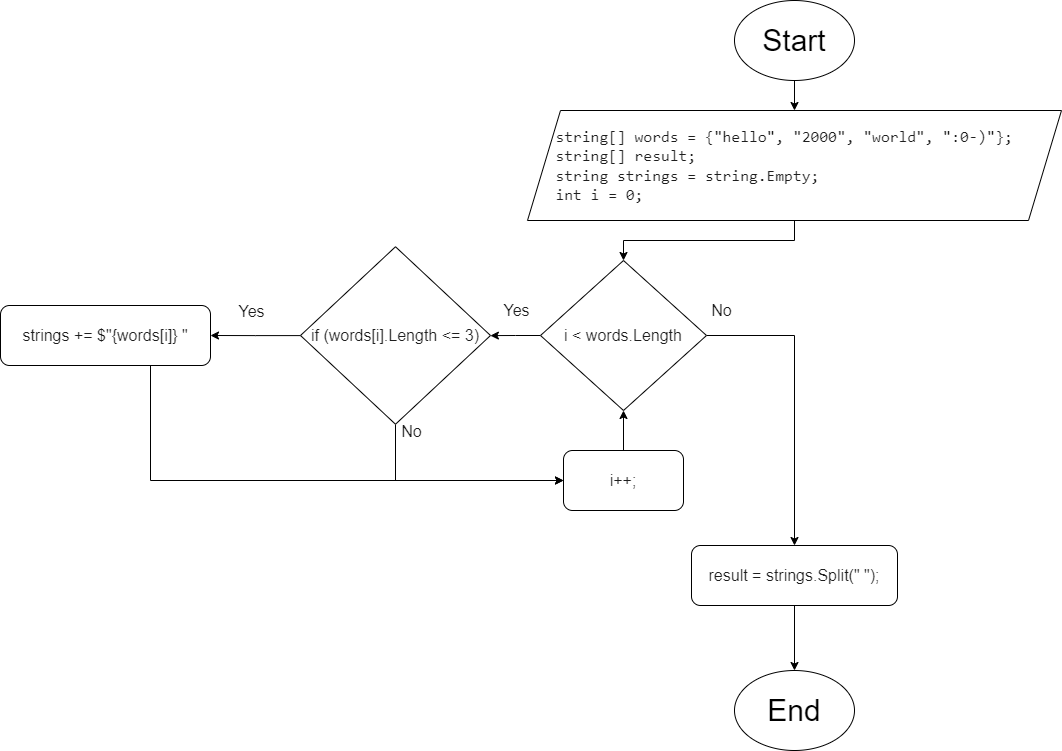 Start
string[] words = {"hello", "2000", "world", ":0-)"};
string[] result;
string strings = string.Empty;
int i = 0;
Yes
Yes
No
strings += $"{words[i]} "
if (words[i].Length <= 3)
i < words.Length
No
i++;
result = strings.Split(" ");
End